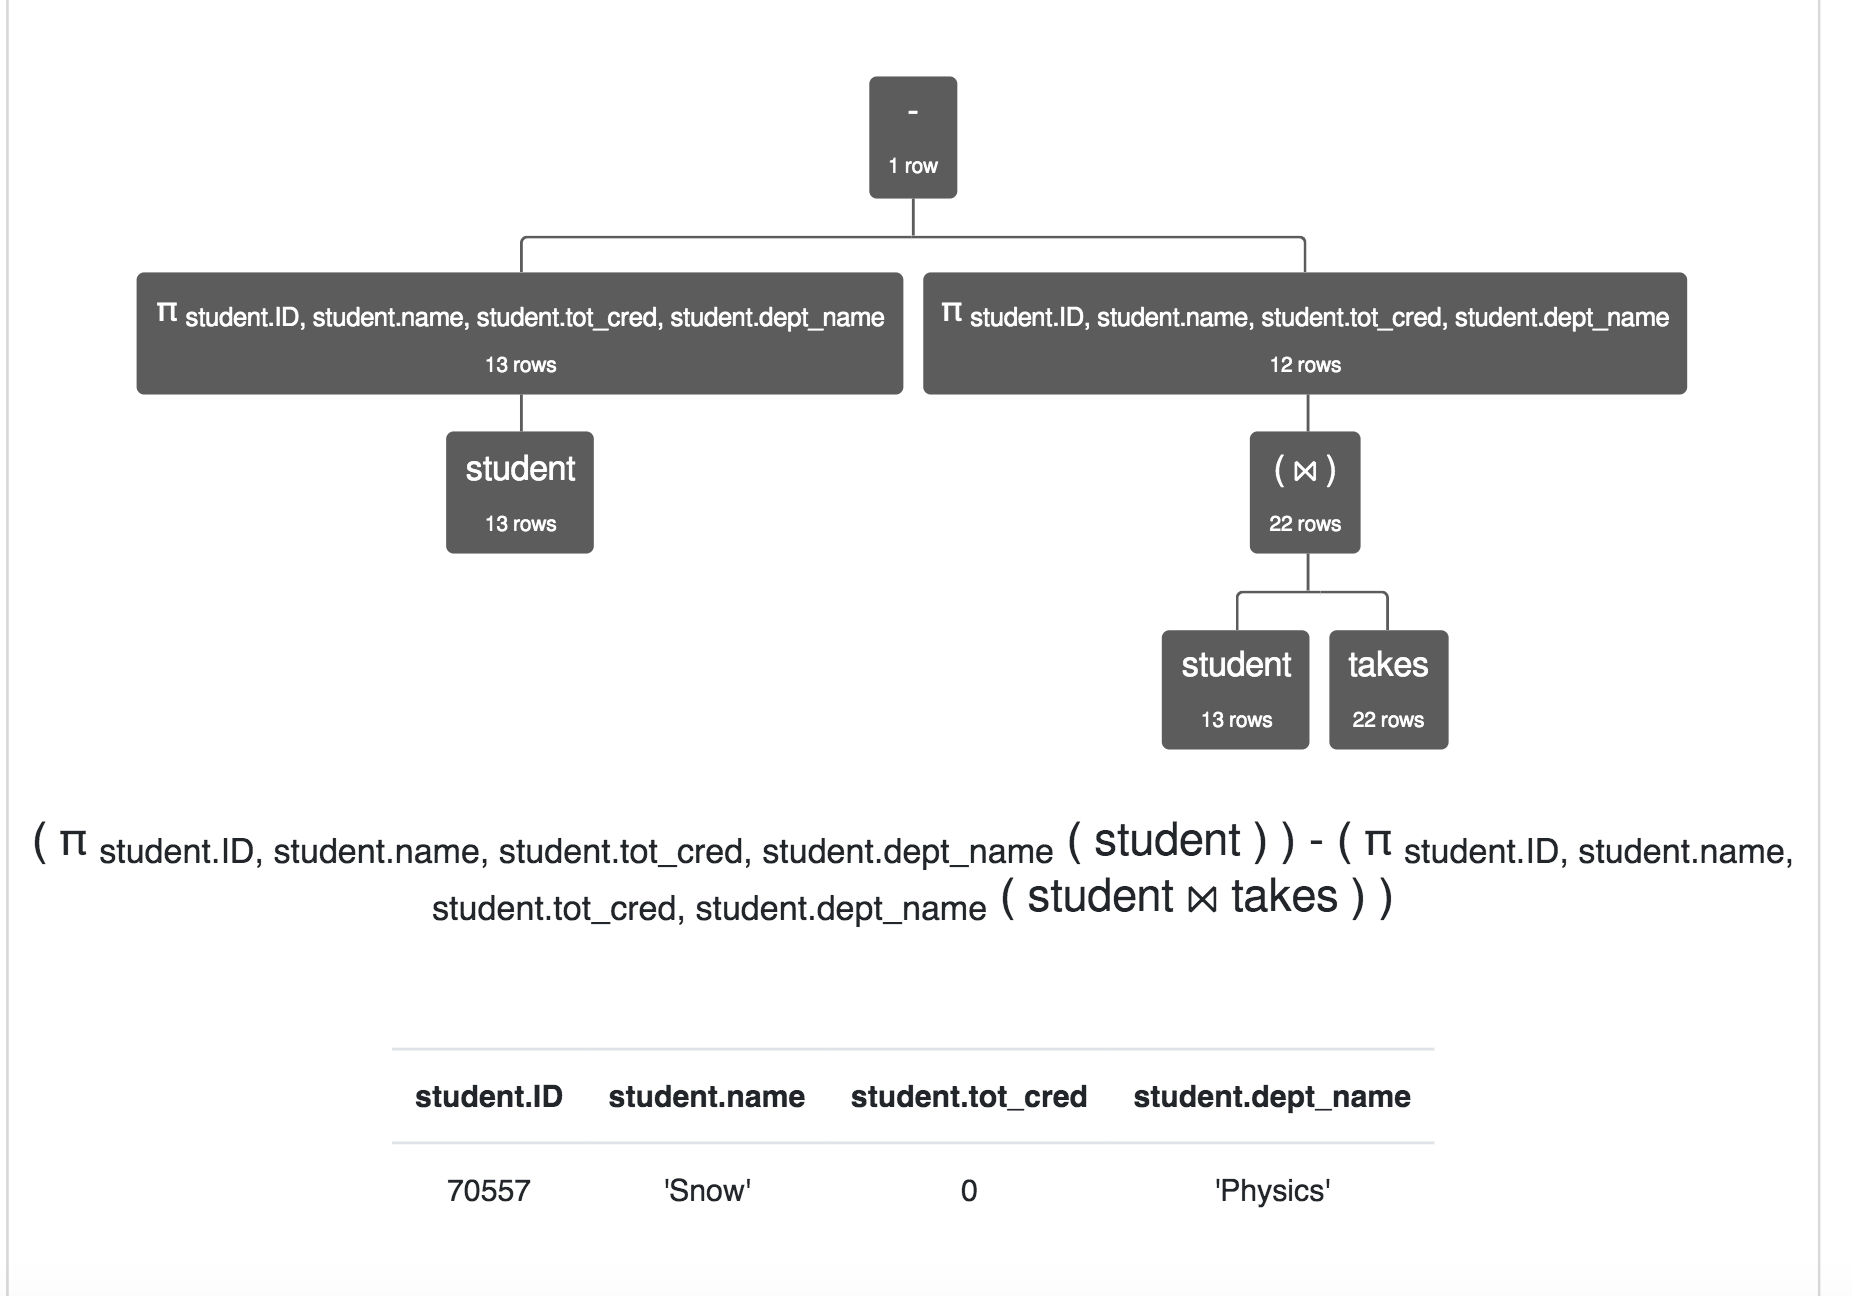 -
1 row
π student.ID, student.name, student.tot_cred, student.dept_name
13 rows
π student.ID, student.name, student.tot_cred, student.dept_name
12 rows
student
13 rows
( ⋈ )
22 rows
student
13 rows
takes
22 rows
( π student.ID, student.name, student.tot_cred, student.dept_name ( student ) ) - ( π student.ID, student.name,
student.tot_cred, student.dept_name ( student ⋈ takes ) )
student.ID student.name student.tot_cred student.dept_name
70557 'Snow' 0 'Physics'